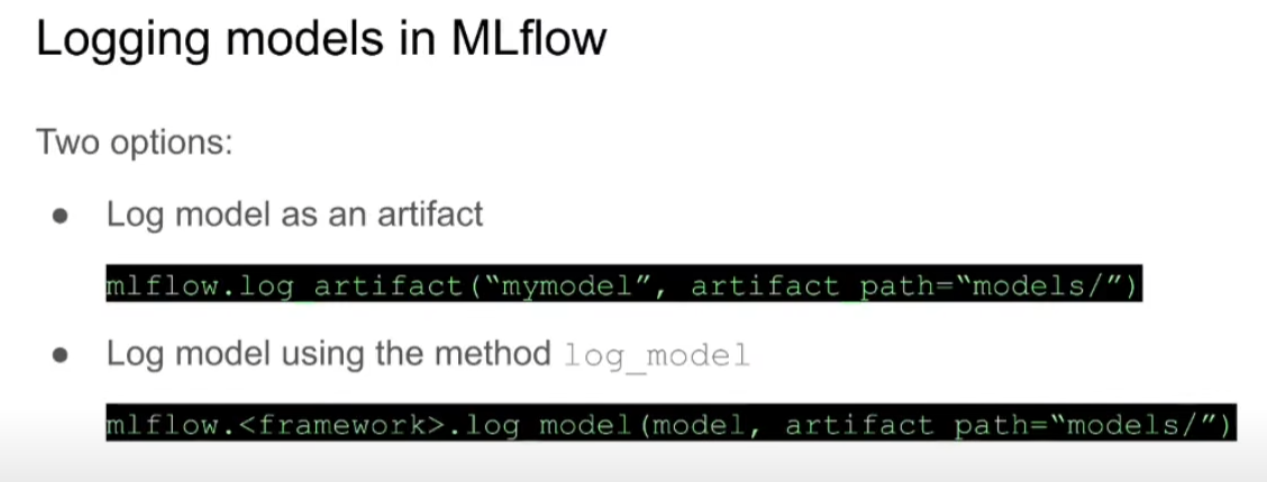 Logging models in MLflow
Two options:
● Log model as an artifact
mlflow.log_artifact(“mymodel”, artifact_path=“models/”)
● Log model using the method log_model
mlflow.<framework>.log_model(model, artifact_path=“models/”)